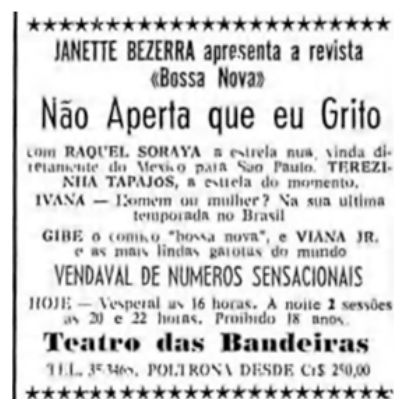 JANETTE BEZERRA apresenta a revista
«Bossa Nova»
Não Aperta que eu Grito
com RAQUEL SORAYA a estrela nua, vinda di-
retamente do Mexico para Sao Paulo. TEREZI-
NHA TAPAJOS, a estrela do momento.
IVANA — Homem ou mulher? Na sua ultima
temporada no Brasil
GIBE o comico "bossa nova", e VIANA JR.
e as mais lindas garotas do mundo
VENDAVAL DE NUMEROS SENSACIONAIS
HOJE — Vesperal as 16 horas. A noite 2 sessões
as 20 e 22 horas. Proibido 18 anos.
Teatro das Bandeiras
TEL. POLTRONA DESDE Cr$ 250,00